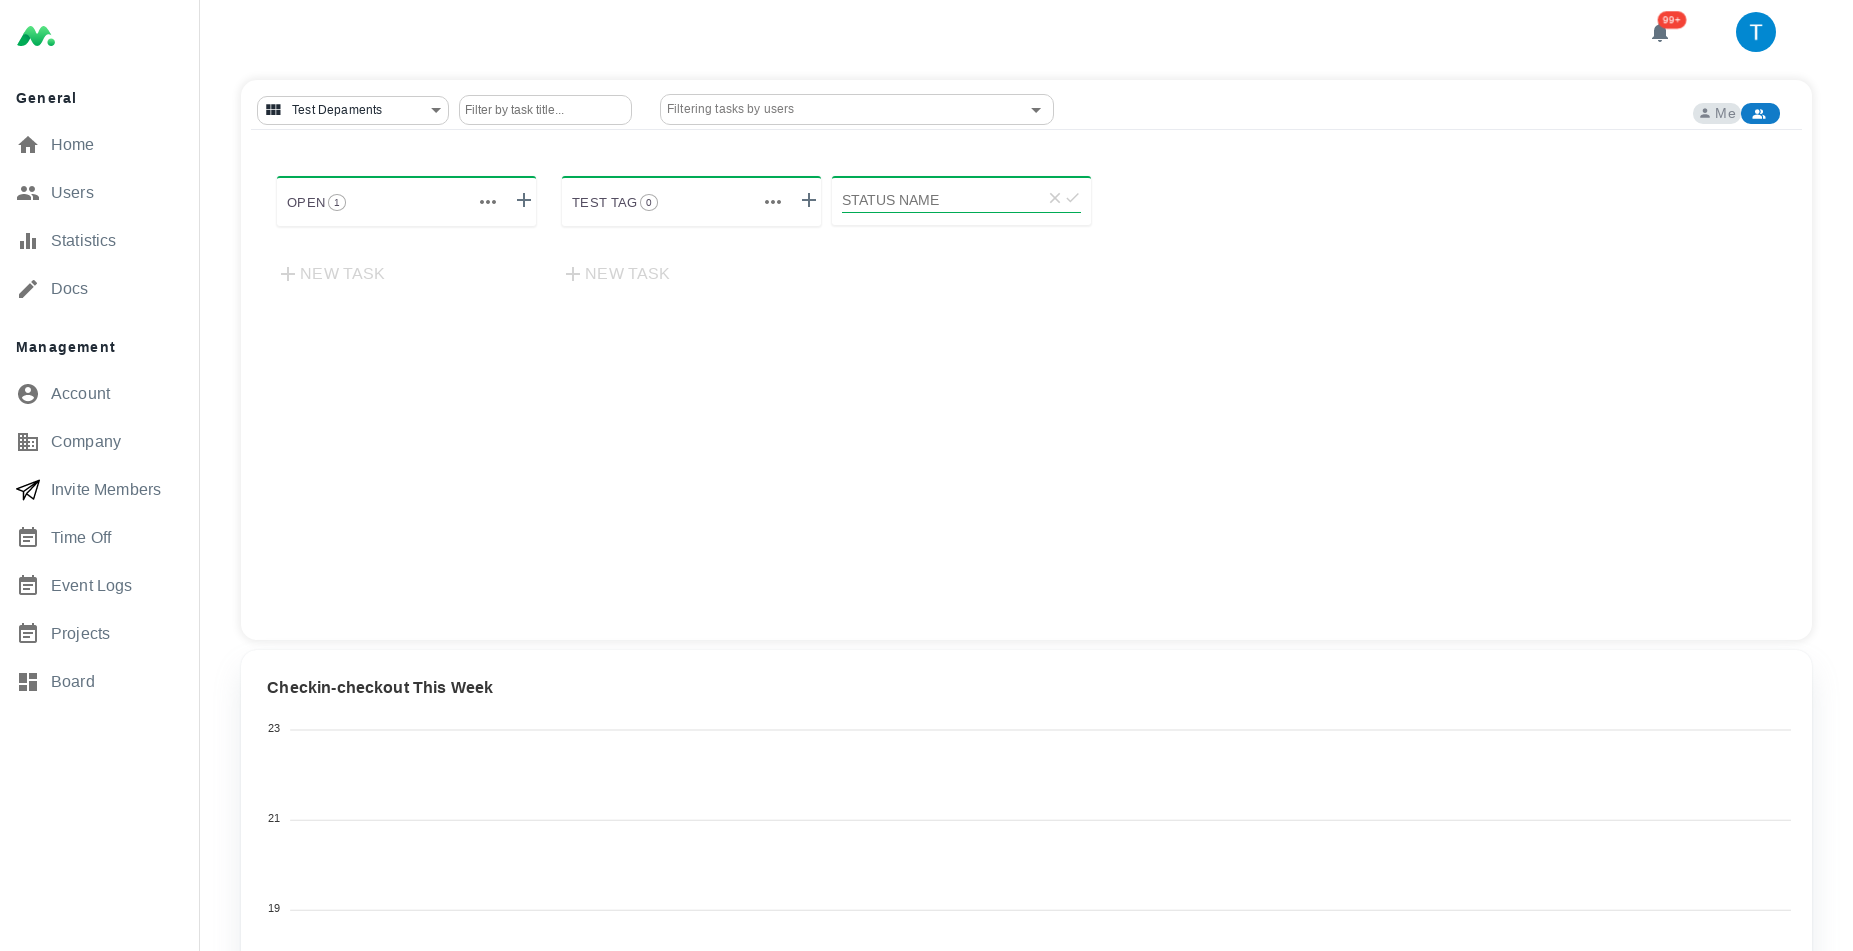 99+
T
General
Home
Users
Statistics
Docs
Management
Account
Company
Invite Members
Time Off
Event Logs
Projects
Board
Test Depaments
Filter by task title...
Filtering tasks by users
Me
OPEN 1
TEST TAG 0
STATUS NAME
NEW TASK
NEW TASK
Checkin-checkout This Week
23
21
19